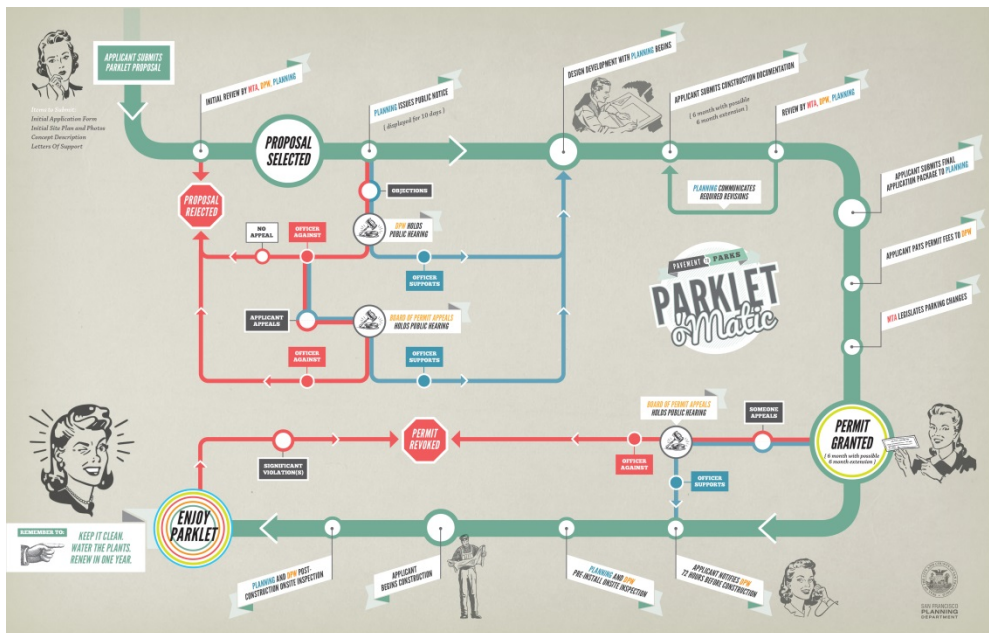 APPLICANT SUBMITS
PARKLET PROPOSAL
Items to Submit:
Initial Application Form
Initial Site Plan and Photos
Concept Description
Letters Of Support
INITIAL REVIEW BY MTA, DPW, PLANNING
PROPOSAL
SELECTED
PROPOSAL
REJECTED
PLANNING ISSUES PUBLIC NOTICE
[ displayed for 10 days ]
OBJECTIONS
DPW HOLDS
PUBLIC HEARING
NO
APPEAL
OFFICER
AGAINST
OFFICER
SUPPORTS
APPLICANT
APPEALS
BOARD OF PERMIT APPEALS
HOLDS PUBLIC HEARING
OFFICER
AGAINST
OFFICER
SUPPORTS
DESIGN DEVELOPMENT WITH PLANNING BEGINS
APPLICANT SUBMITS CONSTRUCTION DOCUMENTATION
[ 6 month with possible
6 month extension ]
REVIEW BY MTA, DPW, PLANNING
PLANNING COMMUNICATES
REQUIRED REVISIONS
APPLICANT SUBMITS FINAL
APPLICATION PACKAGE TO PLANNING
APPLICANT PAYS PERMIT FEES TO DPW
MTA LEGISLATES PARKING CHANGES
PAVEMENT to PARKS
PARKLET
O'Matic
PERMIT
GRANTED
[ 6 month with possible
6 month extension ]
SOMEONE
APPEALS
BOARD OF PERMIT APPEALS
HOLDS PUBLIC HEARING
OFFICER
AGAINST
OFFICER
SUPPORTS
PERMIT
REVOKED
SIGNIFICANT
VIOLATION(S)
ENJOY
PARKLET
REMEMBER TO:
KEEP IT CLEAN.
WATER THE PLANTS.
RENEW IN ONE YEAR.
PLANNING AND DPW POST-
CONSTRUCTION ONSITE INSPECTION
APPLICANT
BEGINS CONSTRUCTION
PLANNING AND DPW
PRE-INSTALL ONSITE INSPECTION
APPLICANT NOTIFIES DPW
72 HOURS BEFORE CONSTRUCTION
SAN FRANCISCO
PLANNING
DEPARTMENT